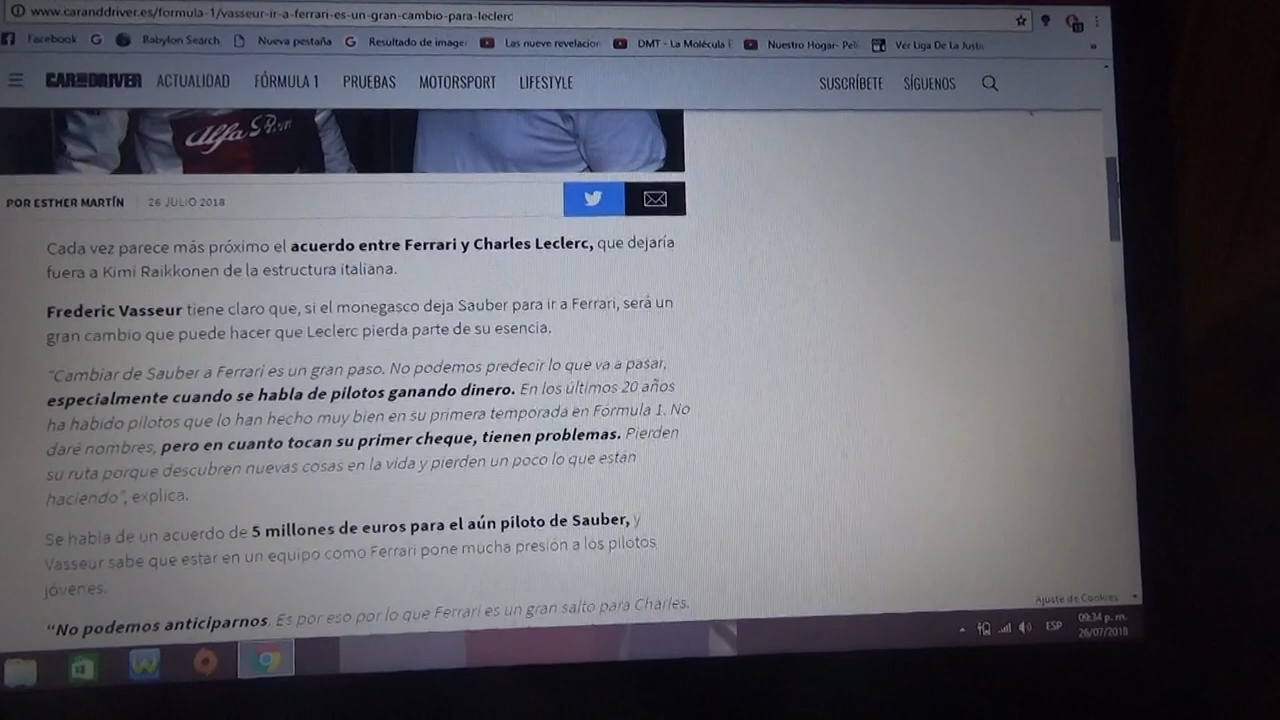 www.caranddriver.es/formula-1/vasseur-ir-a-ferrari-es-un-gran-cambio-para-leclerc
Facebook Babylon Search Nueva pestaña Resultado de image Las nueve revelacion DMT - La Molécula E Nuestro Hogar- Peli Ver Liga De La Justic »
CAR AND DRIVER ACTUALIDAD FÓRMULA 1 PRUEBAS MOTORSPORT LIFESTYLE SUSCRÍBETE SÍGUENOS
Alfa
POR ESTHER MARTÍN 26 JULIO 2018
Cada vez parece más próximo el acuerdo entre Ferrari y Charles Leclerc, que dejaría
fuera a Kimi Raikkonen de la estructura italiana.
Frederic Vasseur tiene claro que, si el monegasco deja Sauber para ir a Ferrari, será un
gran cambio que puede hacer que Leclerc pierda parte de su esencia.
"Cambiar de Sauber a Ferrari es un gran paso. No podemos predecir lo que va a pasar,
especialmente cuando se habla de pilotos ganando dinero. En los últimos 20 años
ha habido pilotos que lo han hecho muy bien en su primera temporada en Fórmula 1. No
daré nombres, pero en cuanto tocan su primer cheque, tienen problemas. Pierden
su ruta porque descubren nuevas cosas en la vida y pierden un poco lo que están
haciendo", explica.
Se habla de un acuerdo de 5 millones de euros para el aún piloto de Sauber, y
Vasseur sabe que estar en un equipo como Ferrari pone mucha presión a los pilotos
jóvenes.
"No podemos anticiparnos. Es por eso por lo que Ferrari es un gran salto para Charles.
Ajuste de Cookies
ESP
09:34 p. m.
26/07/2018